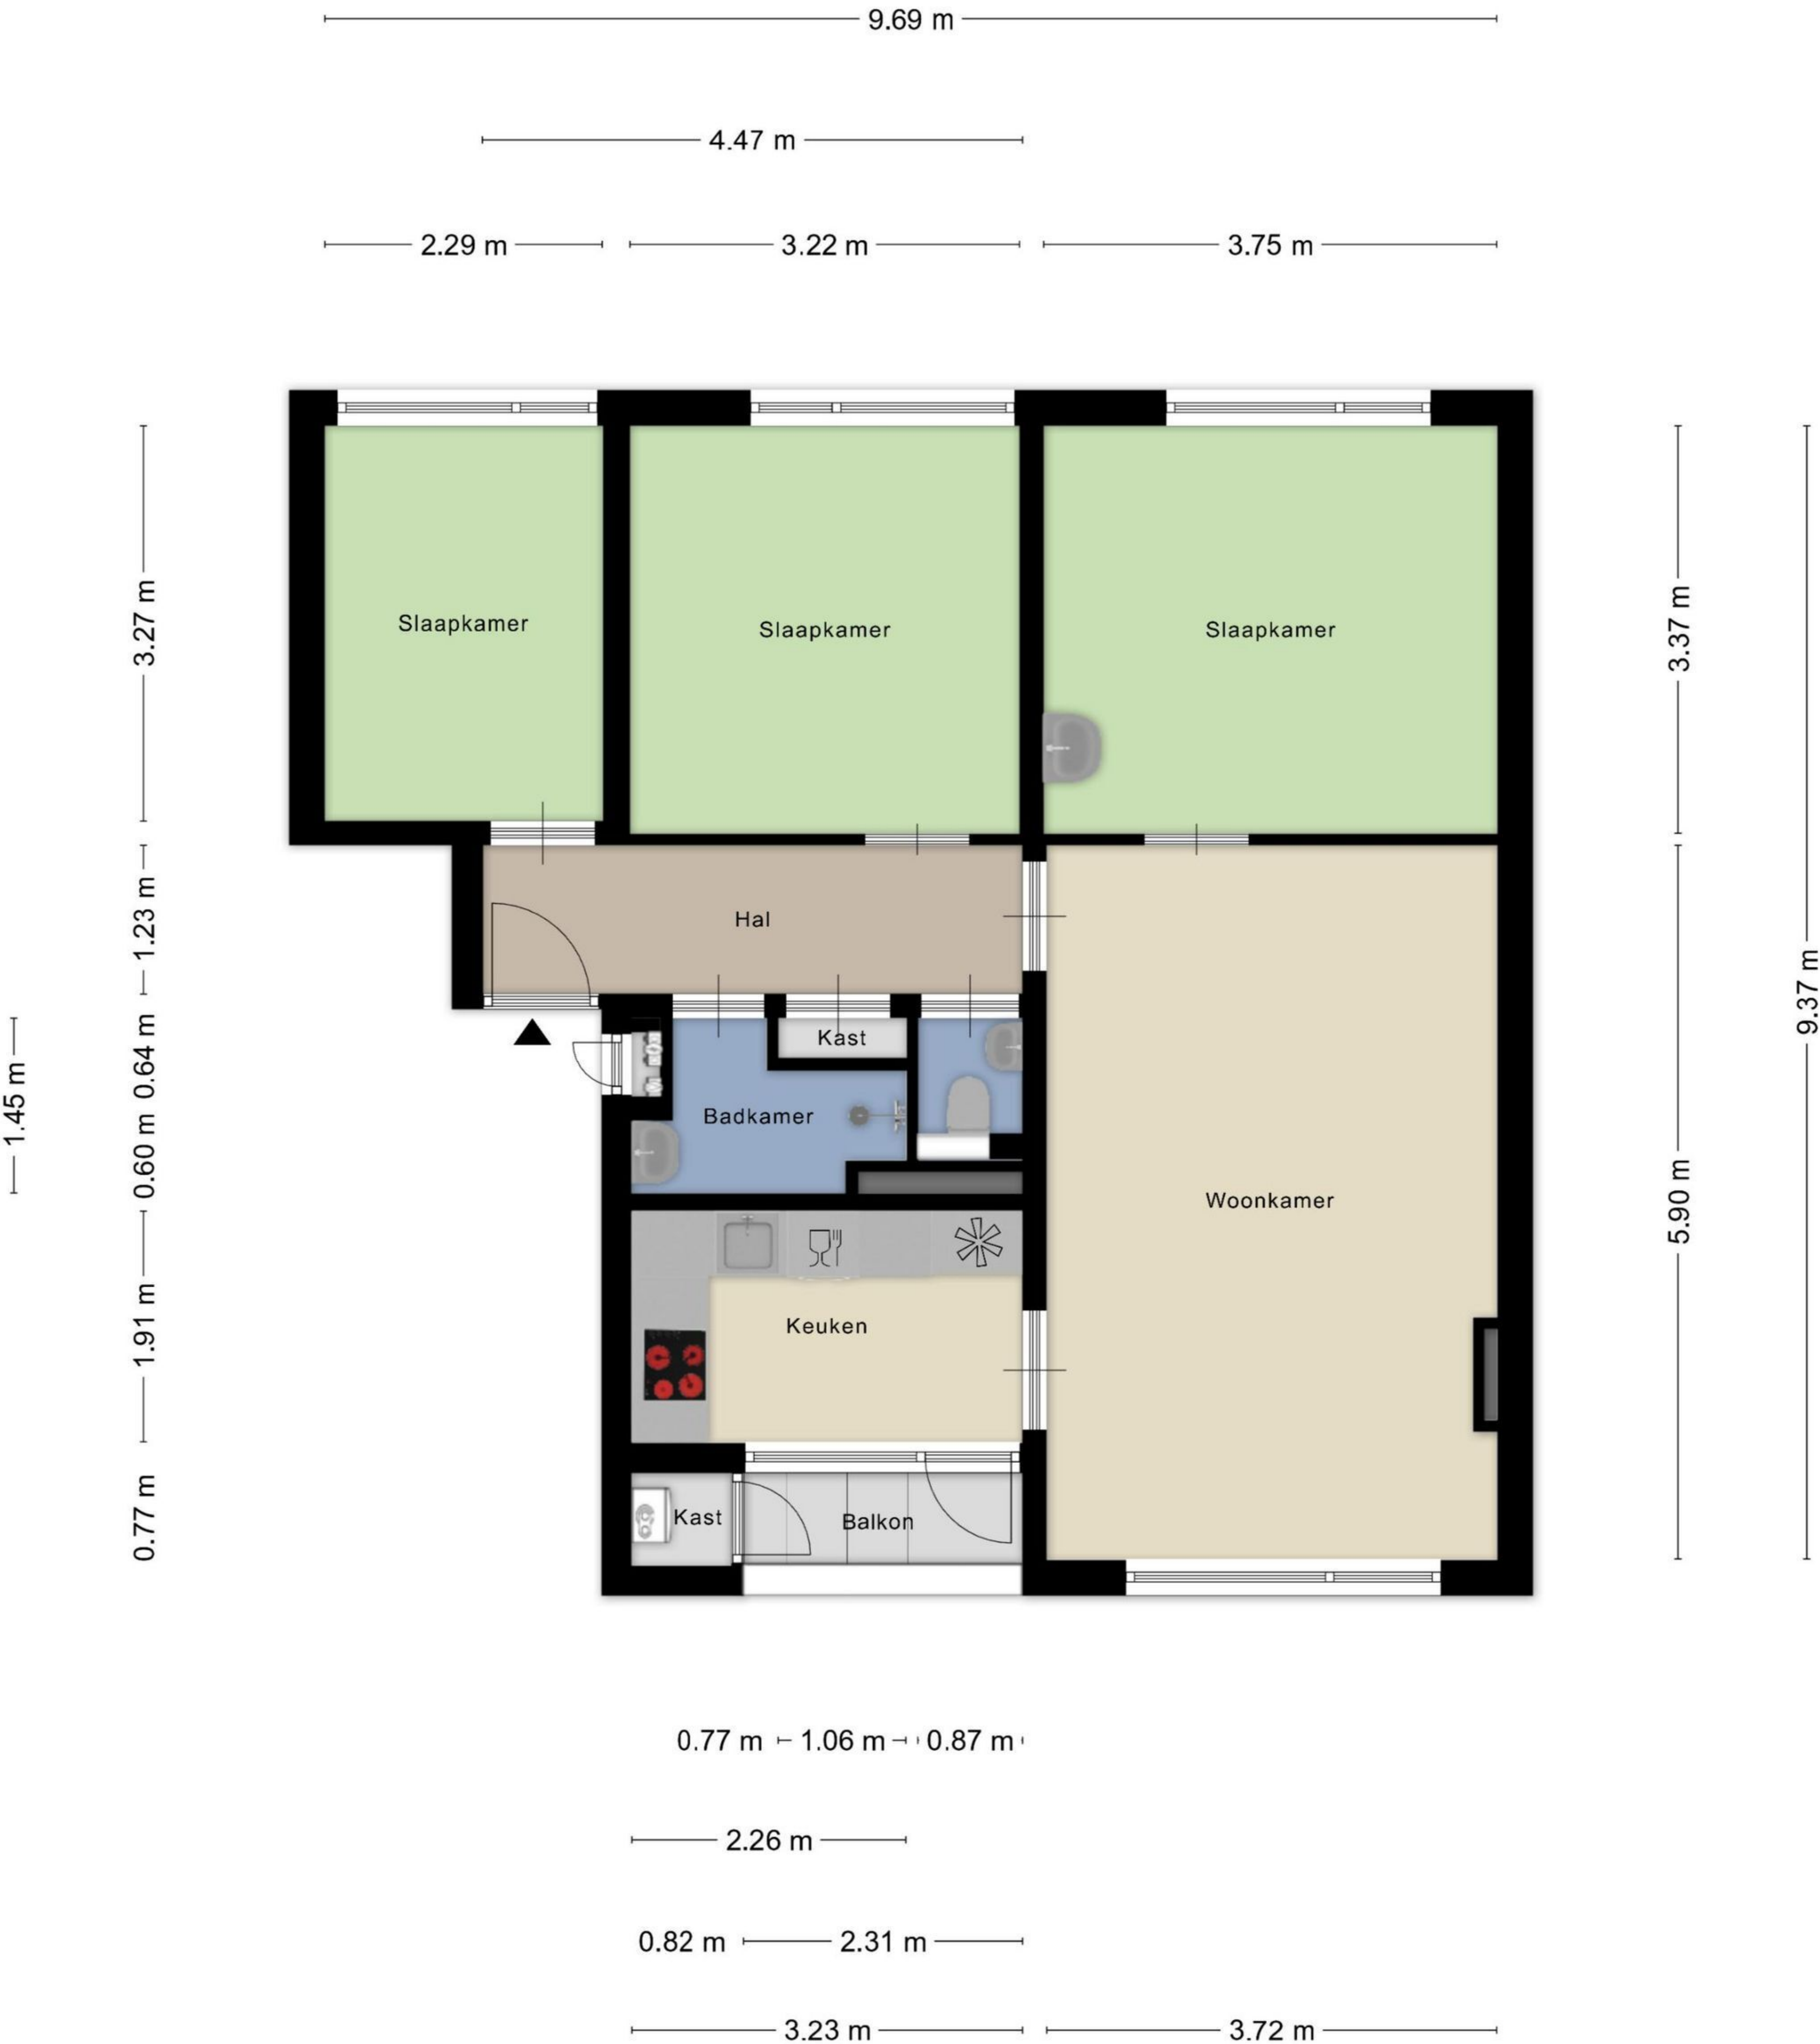 9.69 m
4.47 m
2.29 m
3.22 m
3.75 m
3.27 m
3.37 m
Slaapkamer
Slaapkamer
Slaapkamer
1.23 m
Hal
9.37 m
1.45 m
0.64 m
Kast
Badkamer
0.60 m
5.90 m
Woonkamer
1.91 m
Keuken
0.77 m
Kast
Balkon
0.77 m
1.06 m
0.87 m
2.26 m
0.82 m
2.31 m
3.23 m
3.72 m